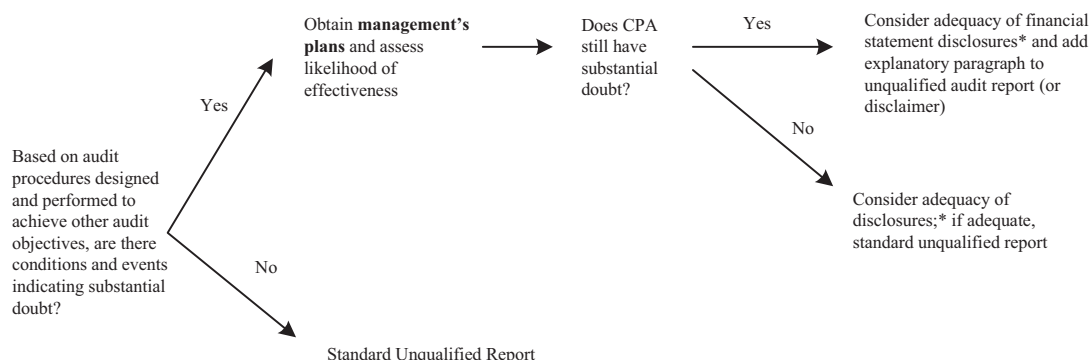 Obtain management's
plans and assess
likelihood of
effectiveness
Does CPA
still have
substantial
doubt?
Yes
Consider adequacy of financial
statement disclosures* and add
explanatory paragraph to
unqualified audit report (or
disclaimer)
Yes
No
Based on audit
procedures designed
and performed to
achieve other audit
objectives, are there
conditions and events
indicating substantial
doubt?
Consider adequacy of
disclosures;* if adequate,
standard unqualified report
No
Standard Unqualified Report